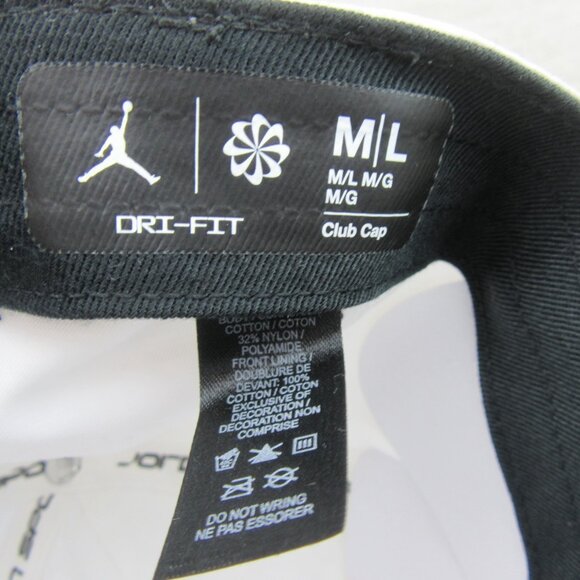 M|L
M/L M/G
M/G
DRI-FIT
Club Cap
COTTON / COTON
32% NYLON /
POLYAMIDE
FRONT LINING /
DOUBLURE DE
DEVANT: 100%
COTTON / COTON
EXCLUSIVE OF
DECORATION /
DECORATION NON
COMPRISE
DO NOT WRING
NE PAS ESSORER